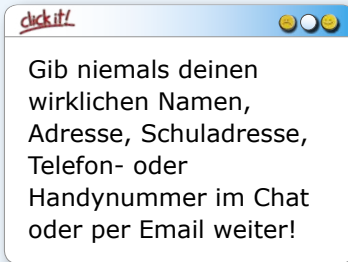 click it!
Gib niemals deinen
wirklichen Namen,
Adresse, Schuladresse,
Telefon- oder
Handynummer im Chat
oder per Email weiter!